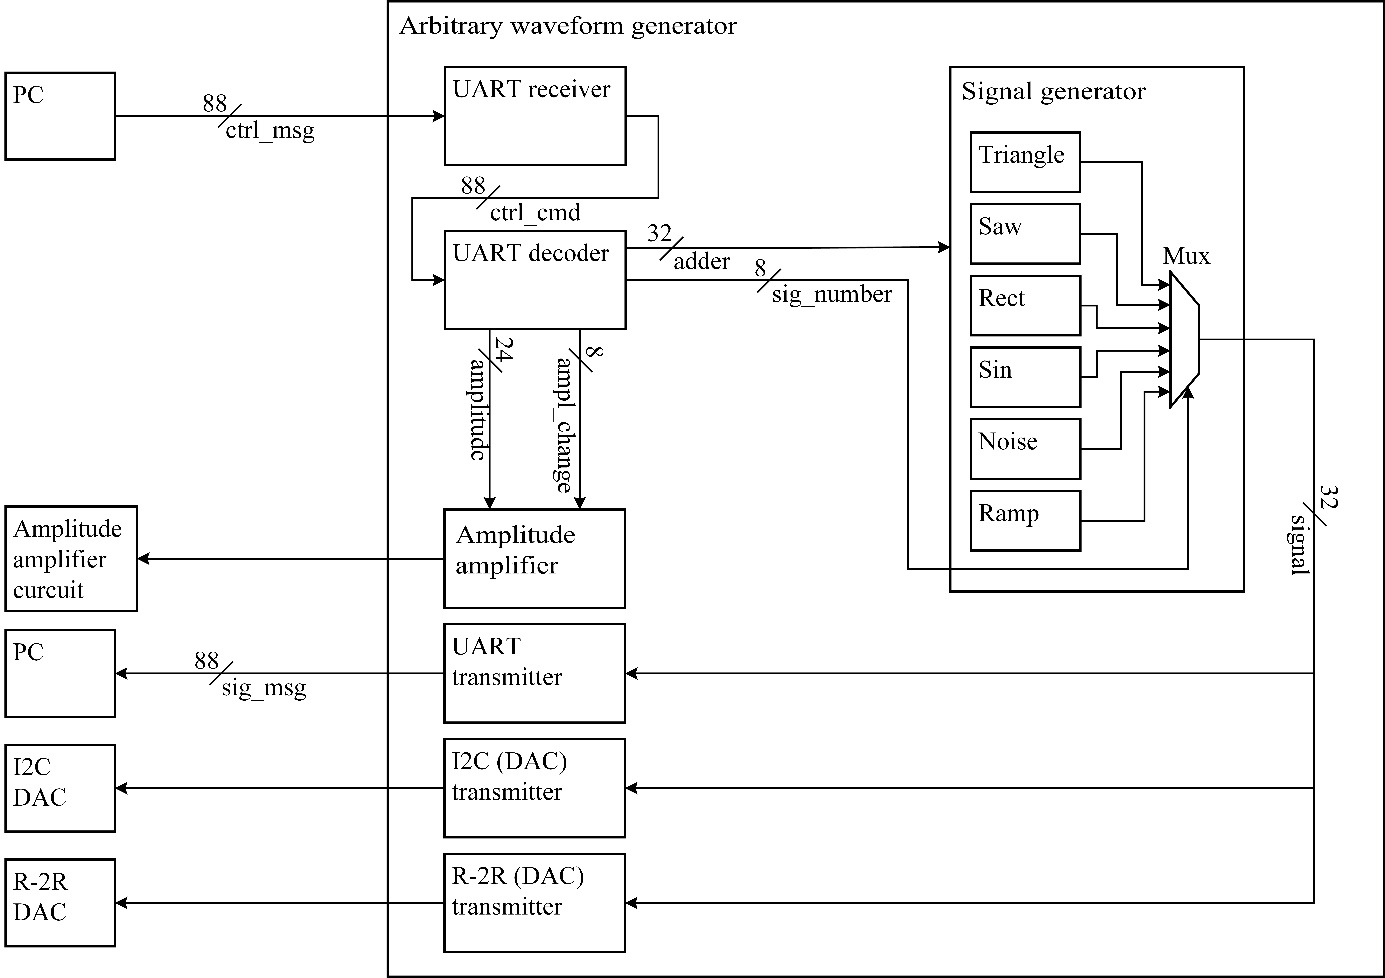 Arbitrary waveform generator
PC
88
ctrl_msg
UART receiver
88
ctrl_cmd
UART decoder
32
adder
8
sig_number
24
amplitude
8
ampl_change
Signal generator
Triangle
Saw
Rect
Sin
Noise
Ramp
Mux
32
signal
Amplitude
amplifier
curcuit
Amplitude
amplifier
PC
88
sig_msg
UART
transmitter
I2C
DAC
I2C (DAC)
transmitter
R-2R
DAC
R-2R (DAC)
transmitter